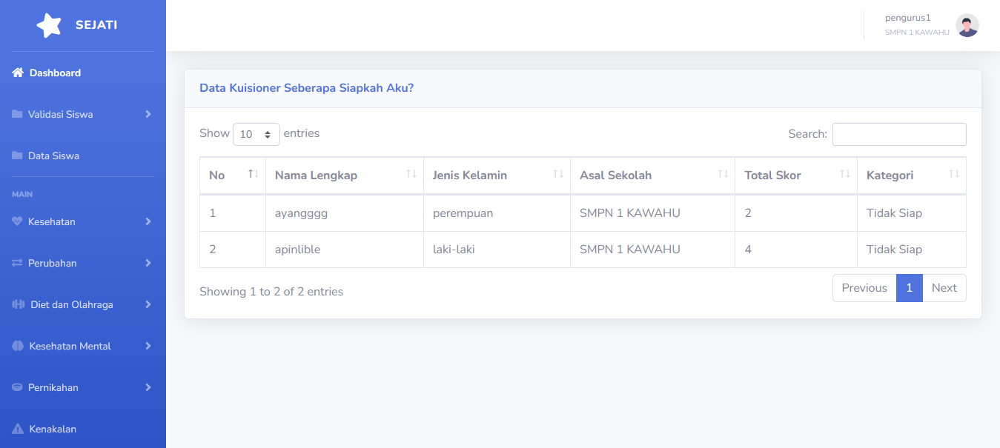 SEJATI
pengurus1
SMPN 1 KAWAHU
Dashboard
Validasi Siswa
Data Siswa
MAIN
Kesehatan
Perubahan
Diet dan Olahraga
Kesehatan Mental
Pernikahan
Kenakalan
Data Kuisioner Seberapa Siapkah Aku?
Show 10 entries
Search:
No Nama Lengkap Jenis Kelamin Asal Sekolah Total Skor Kategori
1 ayangggg perempuan SMPN 1 KAWAHU 2 Tidak Siap
2 apinlible laki-laki SMPN 1 KAWAHU 4 Tidak Siap
Showing 1 to 2 of 2 entries
Previous 1 Next